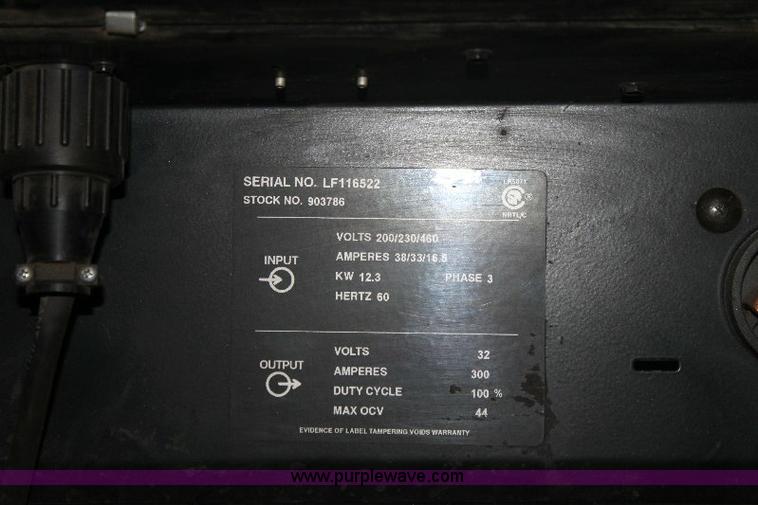 SERIAL NO. LF116522
STOCK NO. 903786
NRTL/C
INPUT
VOLTS 200/230/460
AMPERES 38/33/16.5
KW 12.3 PHASE 3
HERTZ 60
OUTPUT
VOLTS 32
AMPERES 300
DUTY CYCLE 100 %
MAX OCV 44
EVIDENCE OF LABEL TAMPERING VOIDS WARRANTY
www.purplewave.com